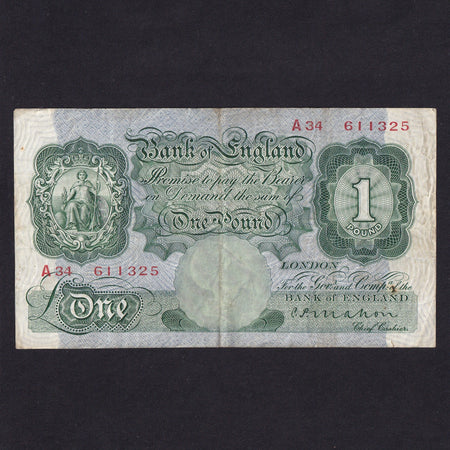 A34 611325
Bank of England
Promise to pay the Bearer
on Demand the sum of
One Pound
1
POUND
A34 611325
LONDON
For the Gov.r and Comp.a of the
BANK OF ENGLAND
£One
C.P. Mahon
Chief Cashier.